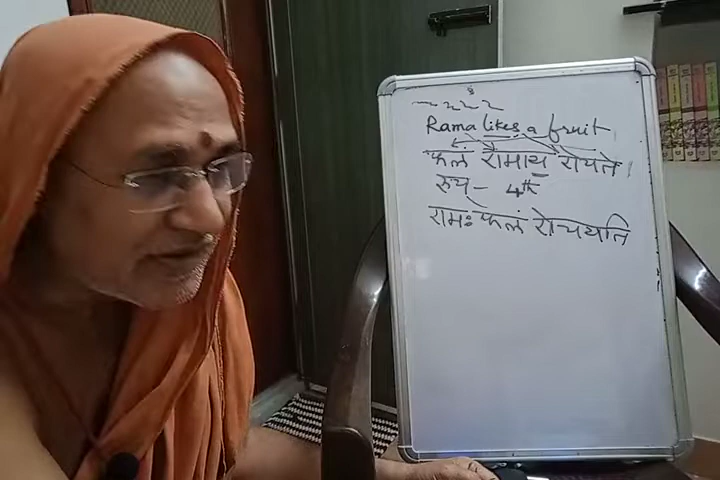 Rama likes a fruit
फलं रामाय रोचते
रुच् - 4th
रामः फलं रोचयति